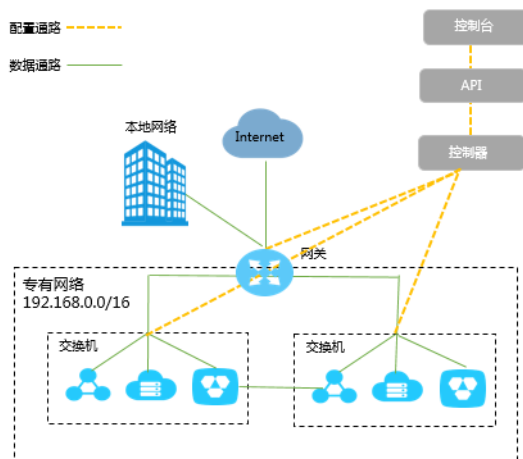 配置通路
数据通路
控制台
API
控制器
本地网络
Internet
网关
专有网络
192.168.0.0/16
交换机
交换机